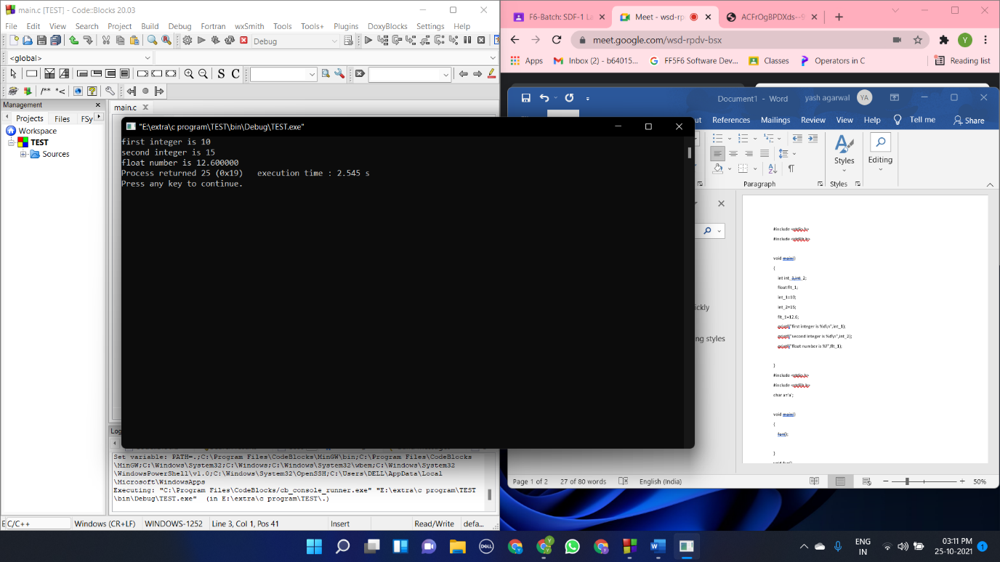 main.c [TEST] - Code::Blocks 20.03
File Edit View Search Project Build Debug Fortran wxSmith Tools Tools+ Plugins DoxyBlocks Settings Help
Debug
<global>
S C
/** *<
Management
Projects Files FSy
Workspace
TEST
Sources
main.c
"E:\extra\c program\TEST\bin\Debug\TEST.exe"
first integer is 10
second integer is 15
float number is 12.600000
Process returned 25 (0x19)   execution time : 2.545 s
Press any key to continue.
Log
Set variable: PATH=.;C:\Program Files\CodeBlocks\MinGW\bin;C:\Program Files\CodeBlocks
\MinGW;C:\Windows\System32;C:\Windows;C:\Windows\System32\wbem;C:\Windows\System32
\WindowsPowerShell\v1.0;C:\Windows\System32\OpenSSH;C:\Users\DELL\AppData\Local
\Microsoft\WindowsApps
Executing: "C:\Program Files\CodeBlocks/cb_console_runner.exe" "E:\extra\c program\TEST
\bin\Debug\TEST.exe"  (in E:\extra\c program\TEST\.)
E C/C++ Windows (CR+LF) WINDOWS-1252 Line 3, Col 1, Pos 41 Insert Read/Write defa...
F6-Batch: SDF-1 La
Meet - wsd-rp
ACFrOgBPDXds--9
meet.google.com/wsd-rpdv-bsx
Y
Apps Inbox (2) - b64015... FF5F6 Software Dev... Classes Operators in C Reading list
Document1 - Word yash agarwal YA
ut References Mailings Review View Help Tell me Share
Styles Editing
Paragraph Styles
ickly
ng styles
#include <stdio.h>
#include <stdlib.h>
void main()
{
int int_1,int_2;
float flt_1;
int_1=10;
int_2=15;
flt_1=12.6;
printf("first integer is %d\n",int_1);
printf("second integer is %d\n",int_2);
printf("float number is %f",flt_1);
}
#include <stdio.h>
#include <stdlib.h>
char a='a';
void main()
{
fun();
}
Page 1 of 2 27 of 80 words English (India) 50%
DELL
ENG
IN
03:11 PM
25-10-2021
1